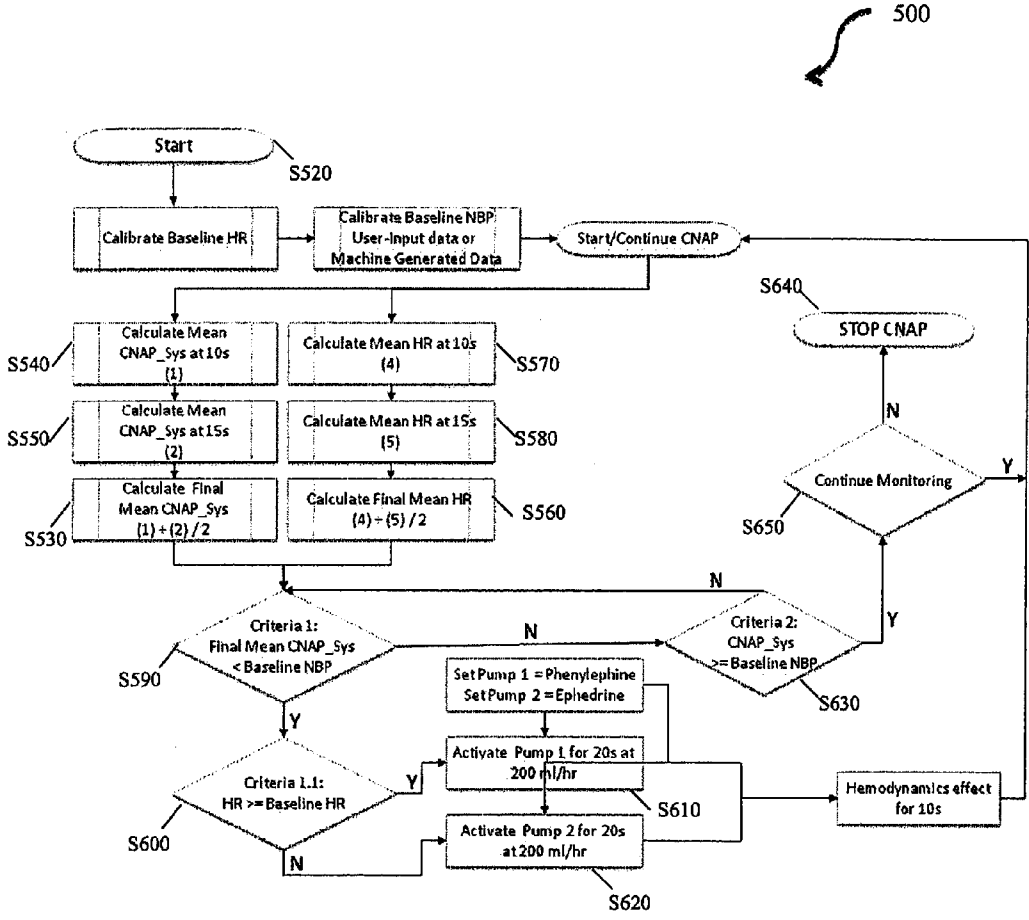 500
Start
S520
Calibrate Baseline HR
Calibrate Baseline NBP
User-Input data or
Machine Generated Data
Start/Continue CNAP
S640
STOP CNAP
Calculate Mean
CNAP_Sys at 10s
(1)
S540
Calculate Mean HR at 10s
(4)
S570
Calculate Mean
CNAP_Sys at 15s
(2)
S550
Calculate Mean HR at 15s
(5)
S580
N
Continue Monitoring
Y
S650
Calculate Final
Mean CNAP_Sys
(1) + (2) / 2
S530
Calculate Final Mean HR
(4) + (5) / 2
S560
N
Criteria 1:
Final Mean CNAP_Sys
< Baseline NBP
S590
N
Criteria 2:
CNAP_Sys
>= Baseline NBP
Y
S630
Set Pump 1 = Phenylephine
Set Pump 2 = Ephedrine
Y
Criteria 1.1:
HR >= Baseline HR
Y
S600
Activate Pump 1 for 20s at
200 ml/hr
S610
Hemodynamics effect
for 10s
N
Activate Pump 2 for 20s
at 200 ml/hr
S620